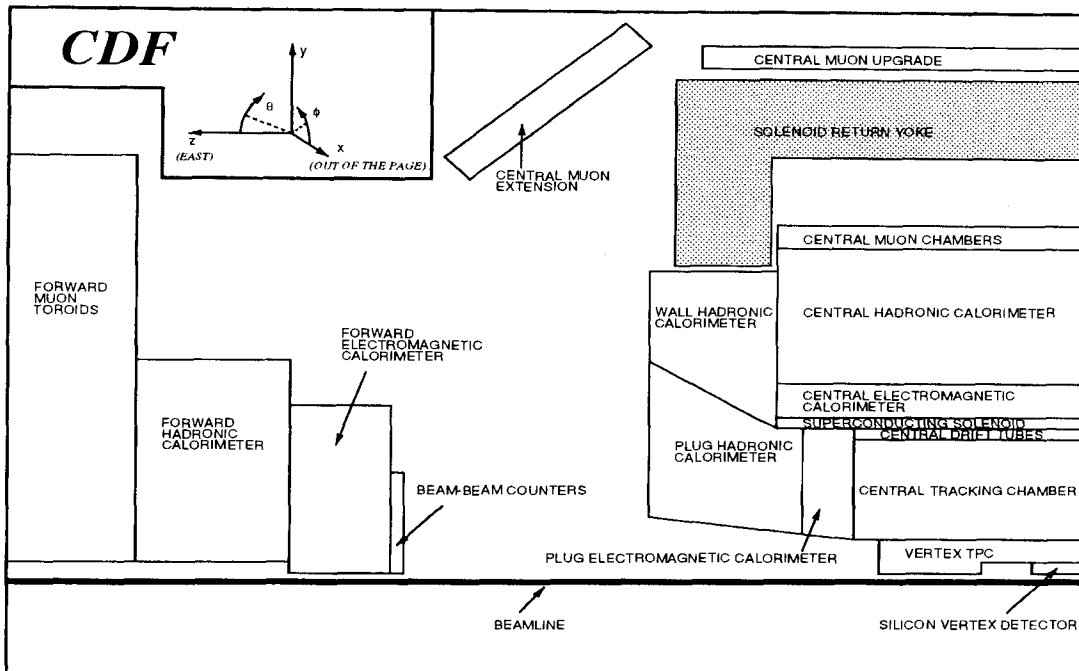 CDF
y
θ
ϕ
z
x
(EAST)
(OUT OF THE PAGE)
CENTRAL MUON
EXTENSION
CENTRAL MUON UPGRADE
SOLENOID RETURN YOKE
CENTRAL MUON CHAMBERS
FORWARD
MUON
TOROIDS
WALL HADRONIC
CALORIMETER
CENTRAL HADRONIC CALORIMETER
FORWARD
ELECTROMAGNETIC
CALORIMETER
CENTRAL ELECTROMAGNETIC
CALORIMETER
SUPERCONDUCTING SOLENOID
CENTRAL DRIFT TUBES
FORWARD
HADRONIC
CALORIMETER
PLUG HADRONIC
CALORIMETER
BEAM-BEAM COUNTERS
CENTRAL TRACKING CHAMBER
PLUG ELECTROMAGNETIC CALORIMETER
VERTEX TPC
BEAMLINE
SILICON VERTEX DETECTOR